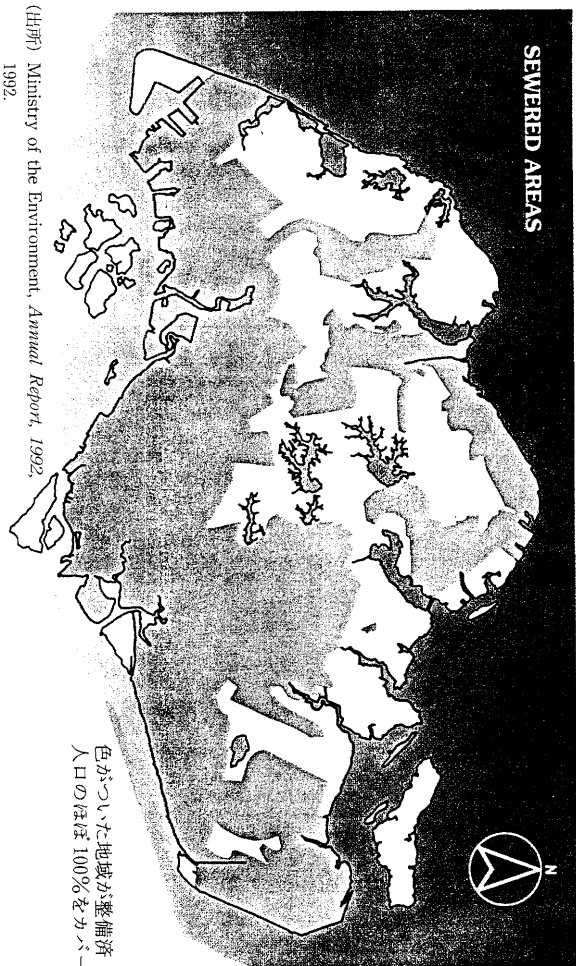 SEWERED AREAS
N
色がついた地域が整備済
人口のほぼ100%をカバー
(出所) Ministry of the Environment, Annual Report, 1992,
1992.